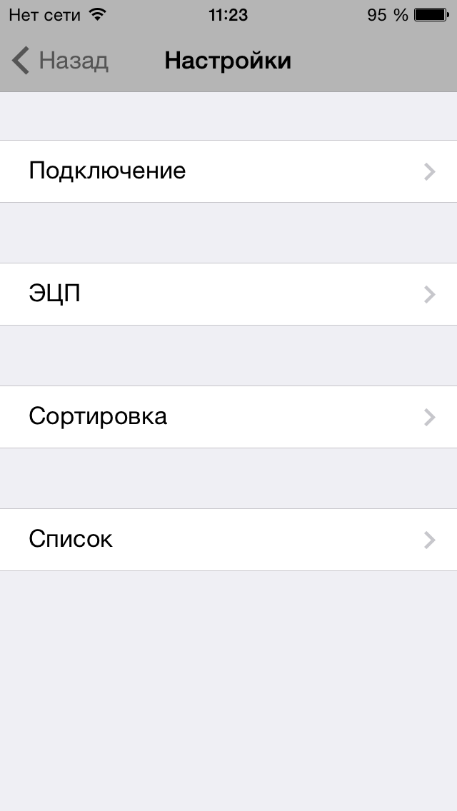 Нет сети 11:23 95 %
Назад Настройки
Подключение
ЭЦП
Сортировка
Список